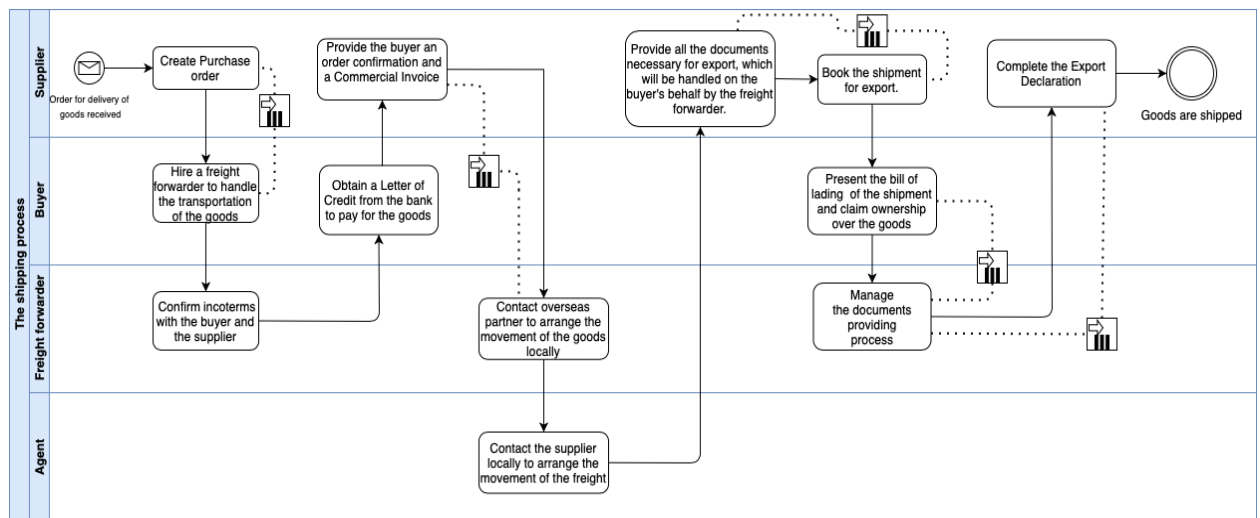 The shipping process
Supplier
Order for delivery of
goods received
Create Purchase
order
Provide the buyer an
order confirmation and
a Commercial Invoice
Provide all the documents
necessary for export, which
will be handled on the
buyer's behalf by the freight
forwarder.
Book the shipment
for export.
Complete the Export
Declaration
Goods are shipped
Buyer
Hire a freight
forwarder to handle
the transportation
of the goods
Obtain a Letter of
Credit from the bank
to pay for the goods
Present the bill of
lading of the shipment
and claim ownership
over the goods
Freight forwarder
Confirm incoterms
with the buyer and
the supplier
Contact overseas
partner to arrange the
movement of the goods
locally
Manage
the documents
providing
process
Agent
Contact the supplier
locally to arrange the
movement of the freight